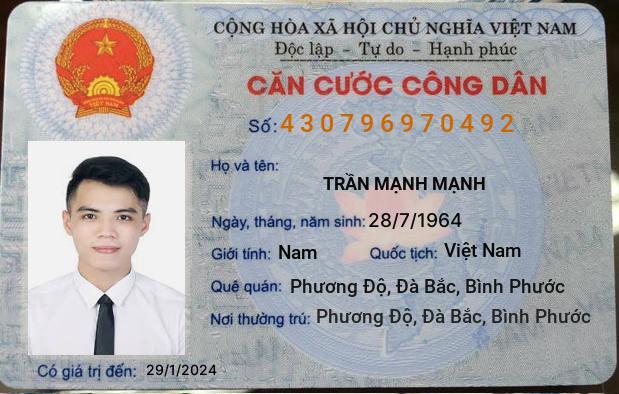 CỘNG HÒA XÃ HỘI CHỦ NGHĨA VIỆT NAM
Độc lập - Tự do - Hạnh phúc
CĂN CƯỚC CÔNG DÂN
Số: 430796970492
Họ và tên:
TRẦN MẠNH MẠNH
Ngày, tháng, năm sinh: 28/7/1964
Giới tính: Nam Quốc tịch: Việt Nam
Quê quán: Phương Độ, Đà Bắc, Bình Phước
Nơi thường trú: Phương Độ, Đà Bắc, Bình Phước
Có giá trị đến: 29/1/2024
VIỆT NAM